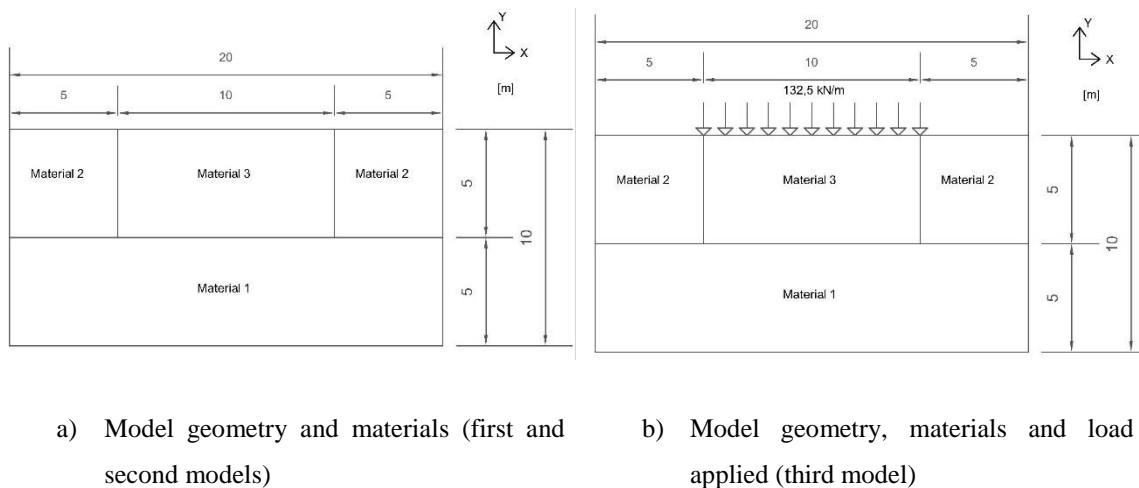 Y
X
20
5
10
5
[m]
Material 2
Material 3
Material 2
5
10
Material 1
5
Y
X
20
5
10
5
132,5 kN/m
[m]
Material 2
Material 3
Material 2
5
10
Material 1
5
a) Model geometry and materials (first and
second models)
b) Model geometry, materials and load
applied (third model)